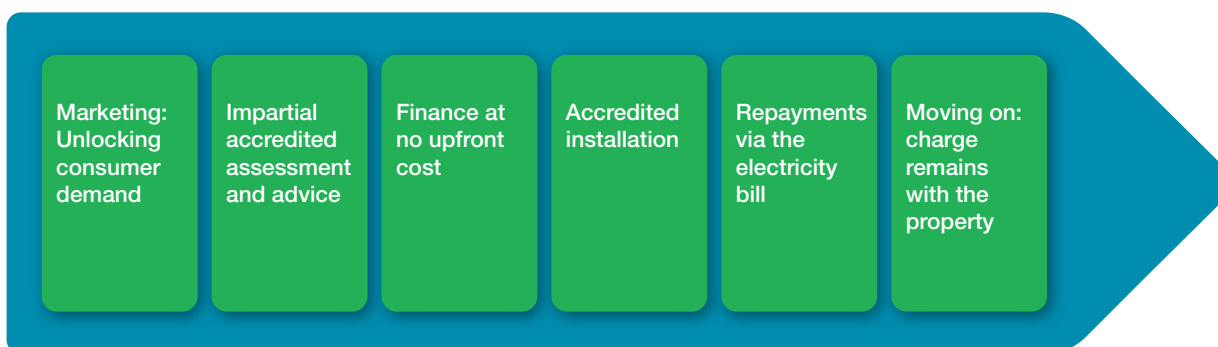 Marketing:
Unlocking
consumer
demand
Impartial
accredited
assessment
and advice
Finance at
no upfront
cost
Accredited
installation
Repayments
via the
electricity
bill
Moving on:
charge
remains
with the
property